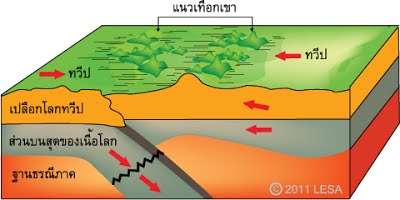 แนวเทือกเขา
ทวีป
ทวีป
เปลือกโลกทวีป
ส่วนบนสุดของเนื้อโลก
ฐานธรณีภาค
© 2011 LESA